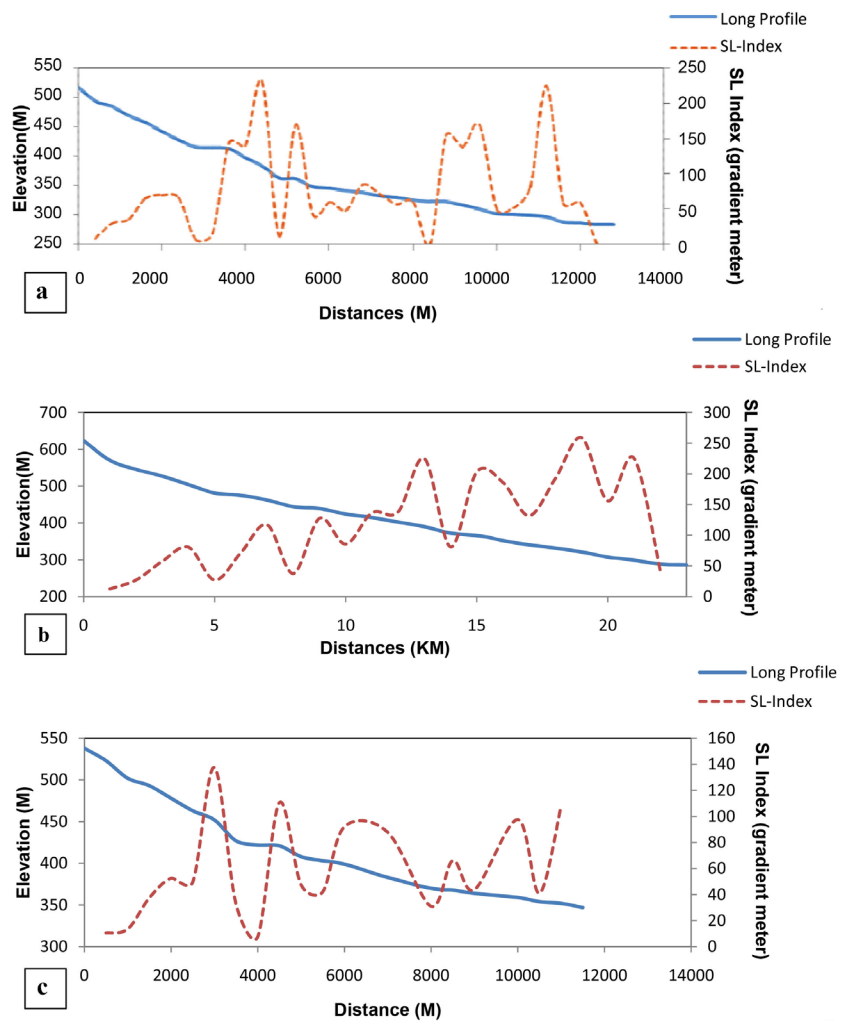 Long Profile
SL-Index
550
500
450
400
350
300
250
Elevation(M)
250
200
150
100
50
0
SL Index (gradient meter)
0 2000 4000 6000 8000 10000 12000 14000
Distances (M)
a
Long Profile
SL-Index
700
600
500
400
300
200
Elevation(M)
300
250
200
150
100
50
0
SL Index (gradient meter)
0 5 10 15 20
Distances (KM)
b
Long Profile
SL-Index
550
500
450
400
350
300
Elevation (M)
160
140
120
100
80
60
40
20
0
SL Index (gradient meter)
0 2000 4000 6000 8000 10000 12000 14000
Distance (M)
c